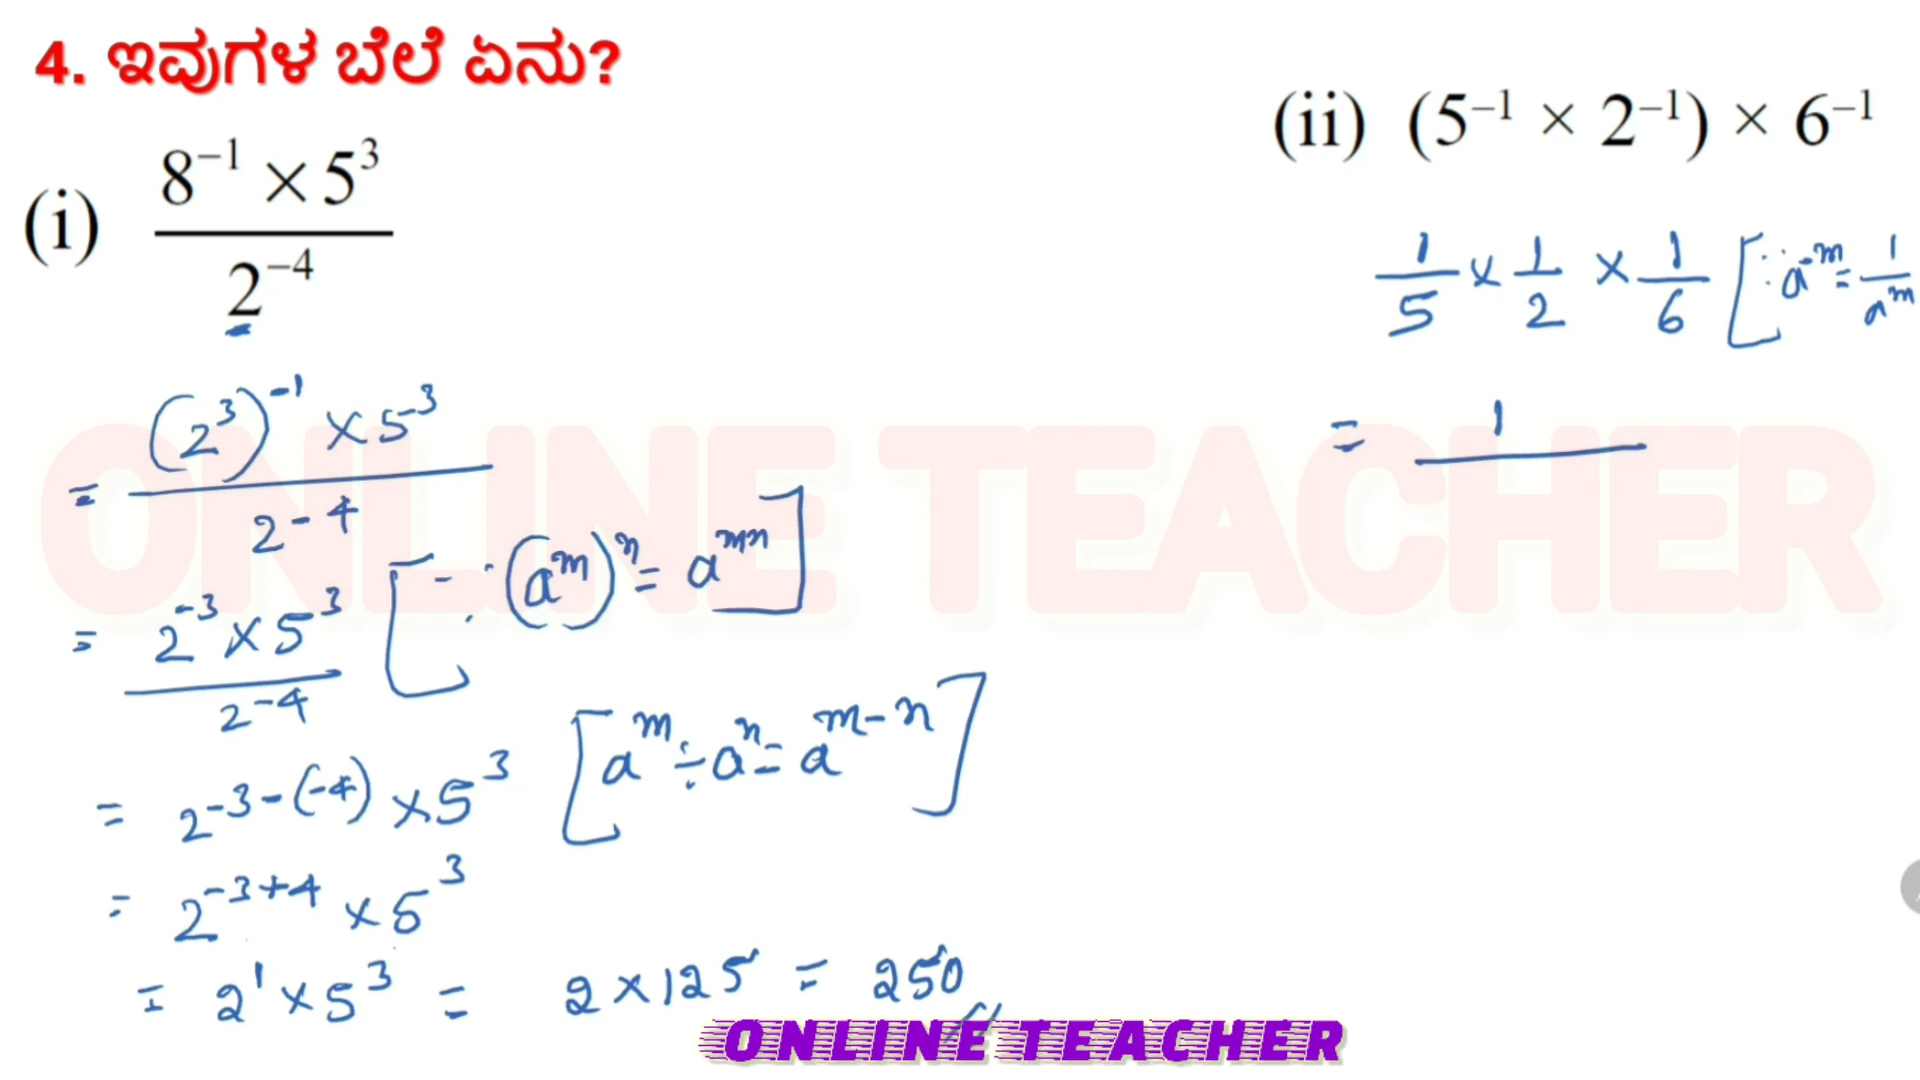 4. ಇವುಗಳ ಬೆಲೆ ಏನು?
(i) (8⁻¹ × 5³) / 2⁻⁴
= ((2³)⁻¹ × 5⁻³) / 2⁻⁴
= (2⁻³ × 5³) / 2⁻⁴ [∵ (aᵐ)ⁿ = aᵐⁿ]
= 2⁻³⁻⁽⁻⁴⁾ × 5³ [aᵐ ÷ aⁿ = aᵐ⁻ⁿ]
= 2⁻³⁺⁴ × 5³
= 2¹ × 5³ = 2 × 125 = 250
(ii) (5⁻¹ × 2⁻¹) × 6⁻¹
1/5 × 1/2 × 1/6 [∵ a⁻ᵐ = 1/aᵐ
= 1/
ONLINE TEACHER
ONLINE TEACHER